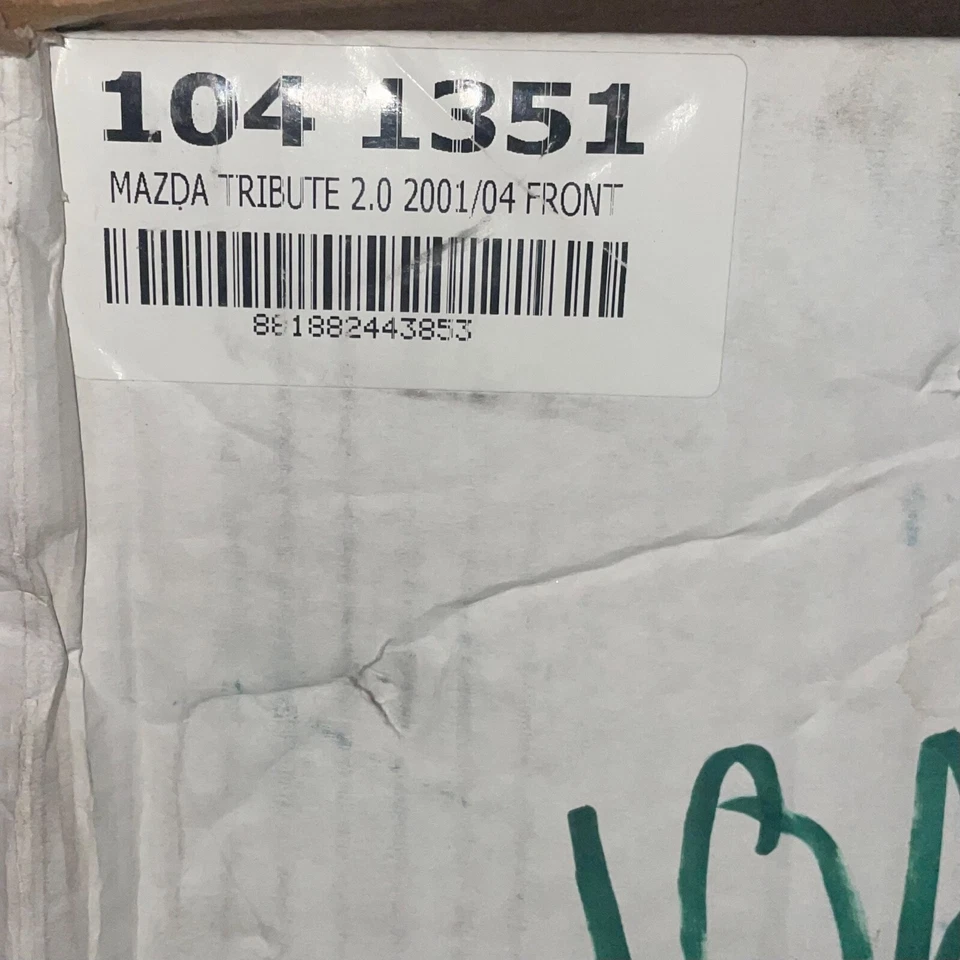 104 1351
MAZDA TRIBUTE 2.0 2001/04 FRONT
881882443853